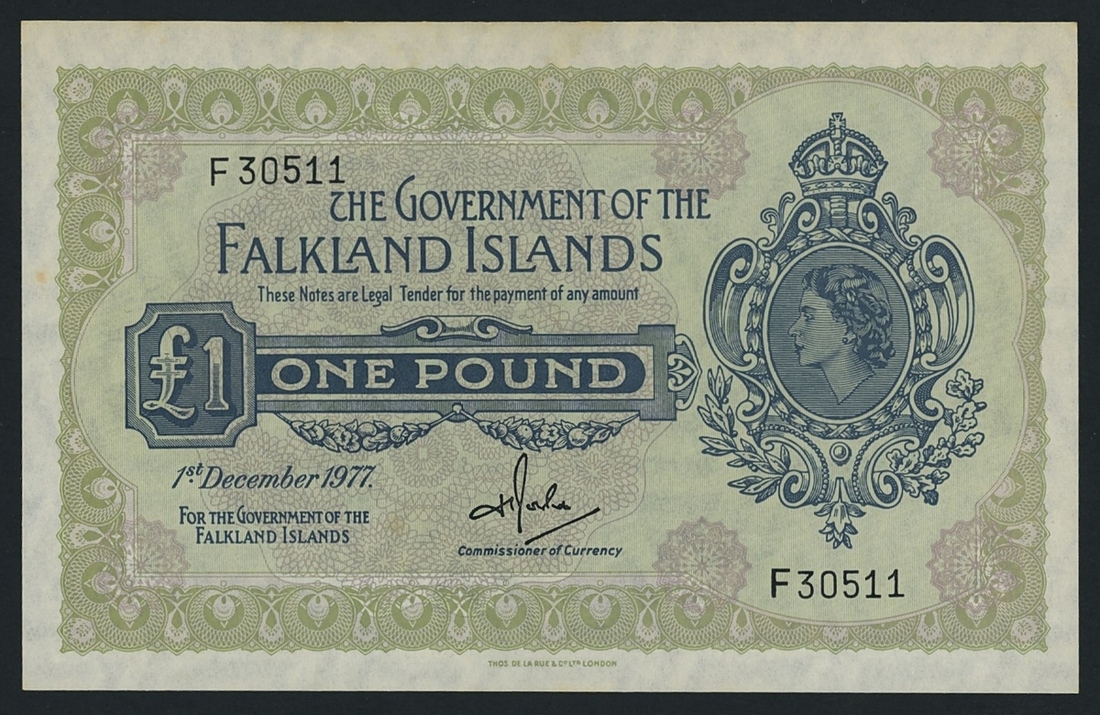 F 30511
THE GOVERNMENT OF THE
FALKLAND ISLANDS
These Notes are Legal Tender for the payment of any amount
£1 ONE POUND
1st December 1977.
FOR THE GOVERNMENT OF THE
FALKLAND ISLANDS
Commissioner of Currency
F 30511
THOS DE LA RUE & Co LTD LONDON